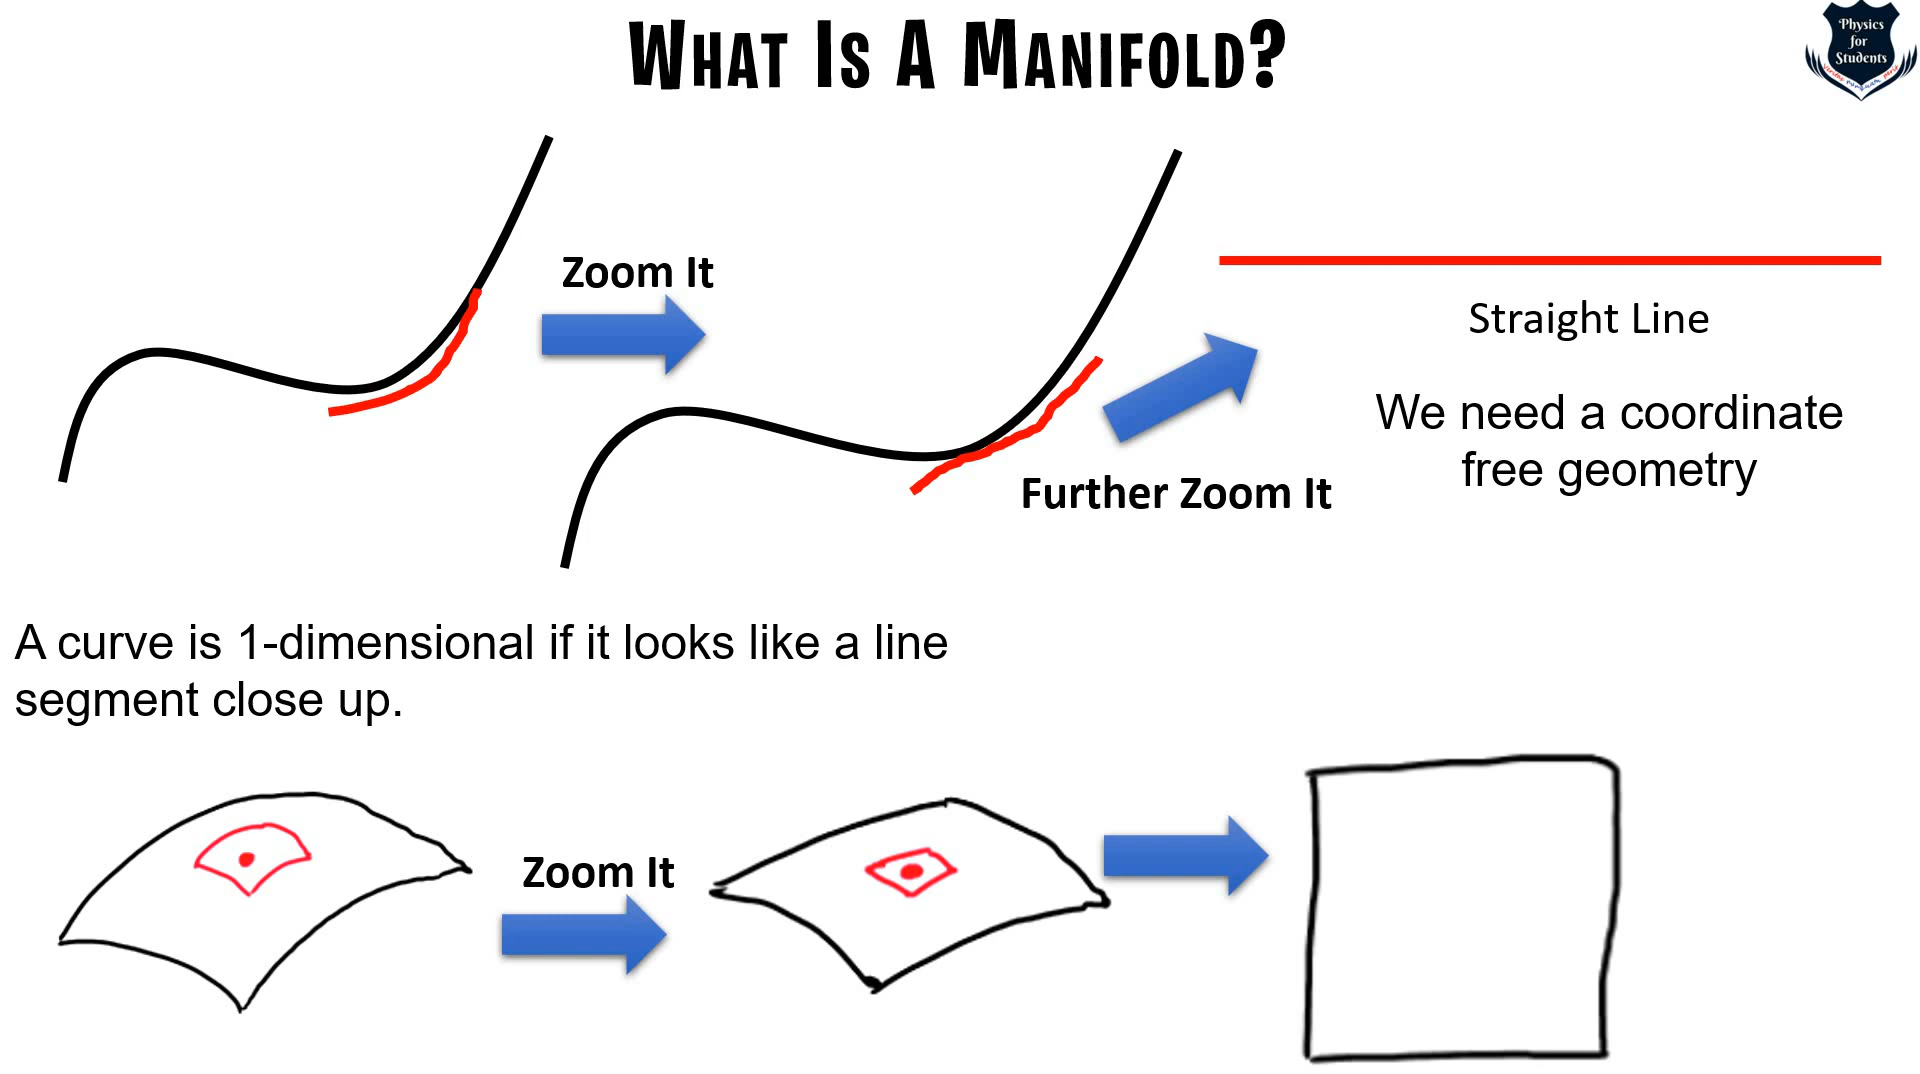 WHAT IS A MANIFOLD?
Physics
for
Students
Zoom It
Straight Line
We need a coordinate
free geometry
Further Zoom It
A curve is 1-dimensional if it looks like a line
segment close up.
Zoom It